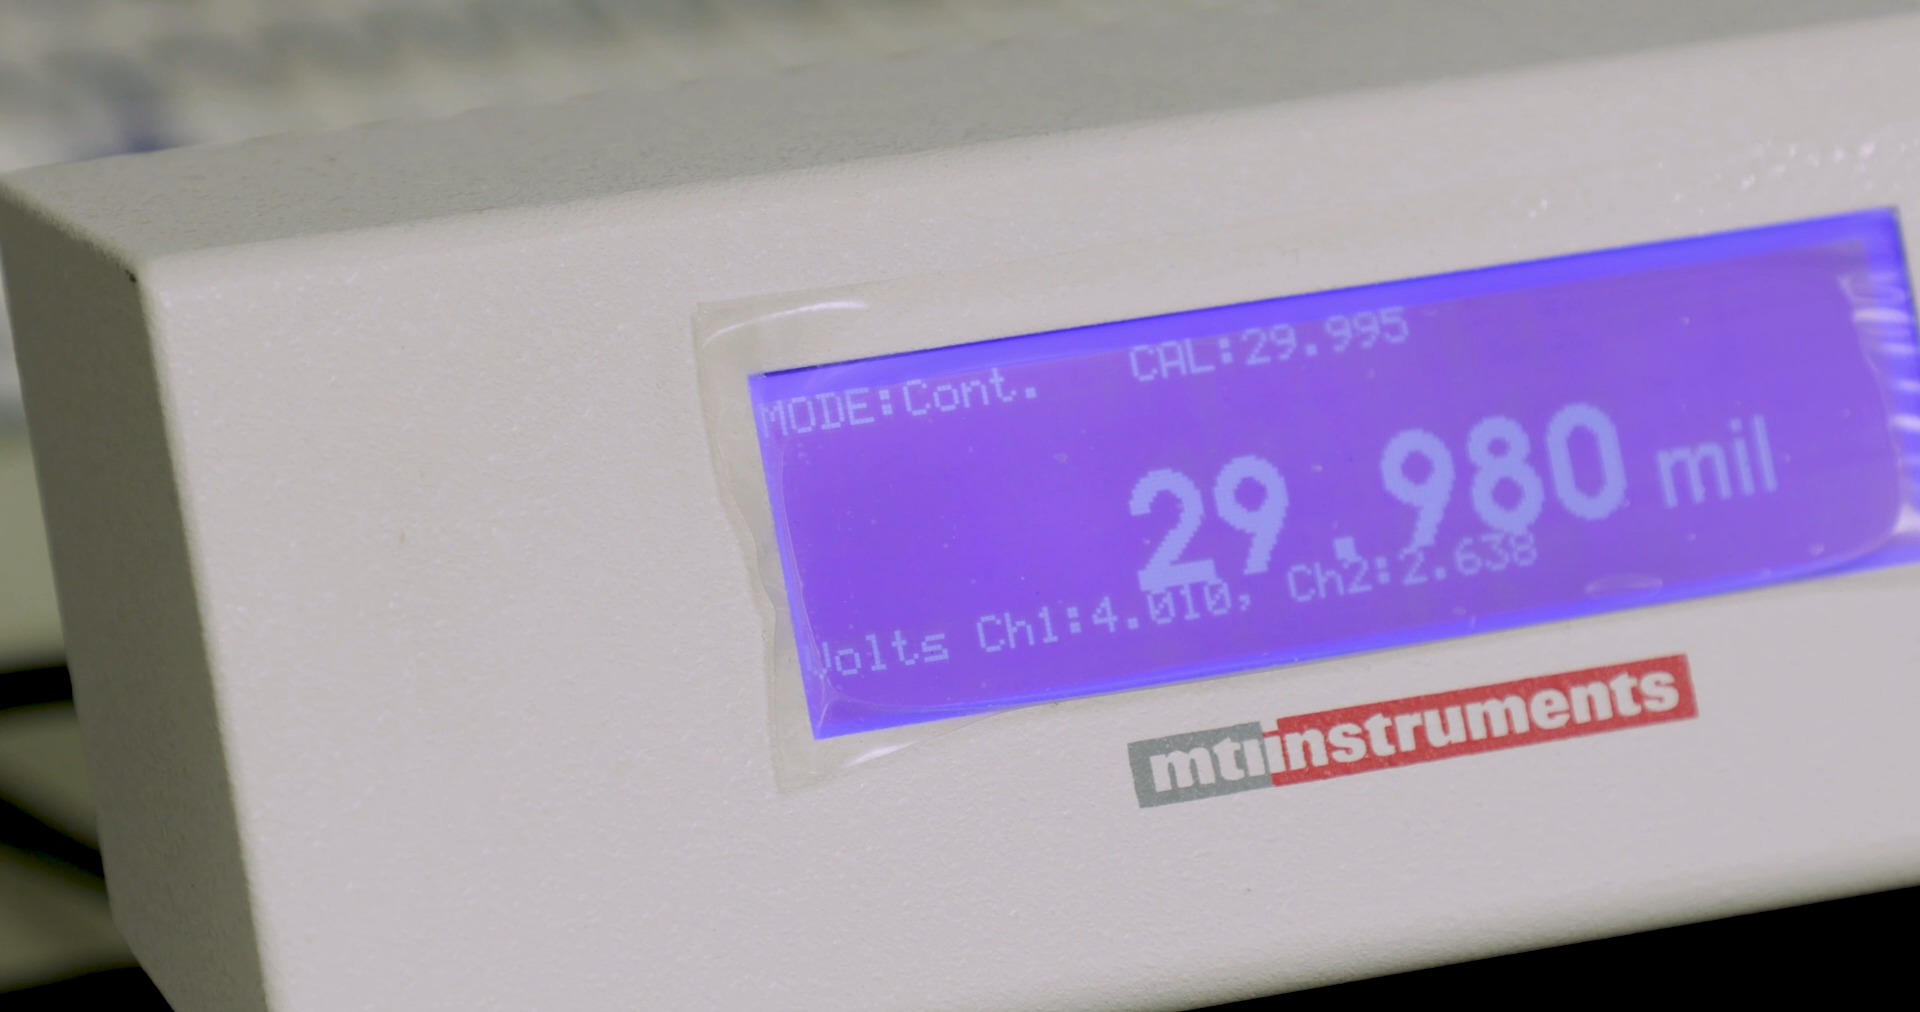 MODE:Cont. CAL:29.995
29.980 mil
Volts Ch1:4.010, Ch2:2.638
mtiinstruments